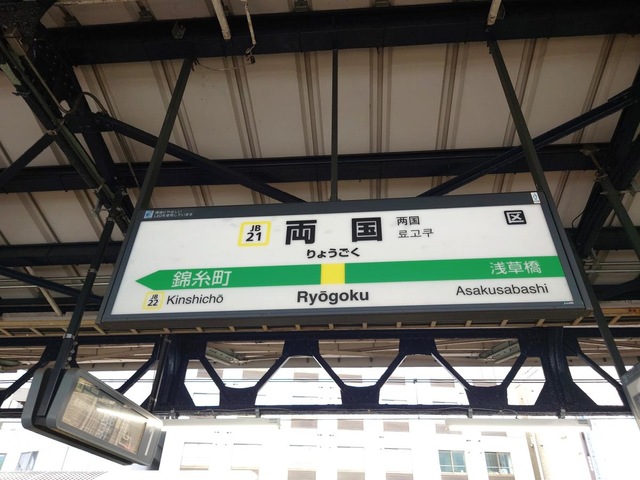 JB
21
両国
两国
료고쿠
区
りょうごく
錦糸町
浅草橋
JB
22
Kinshichō
Ryōgoku
Asakusabashi